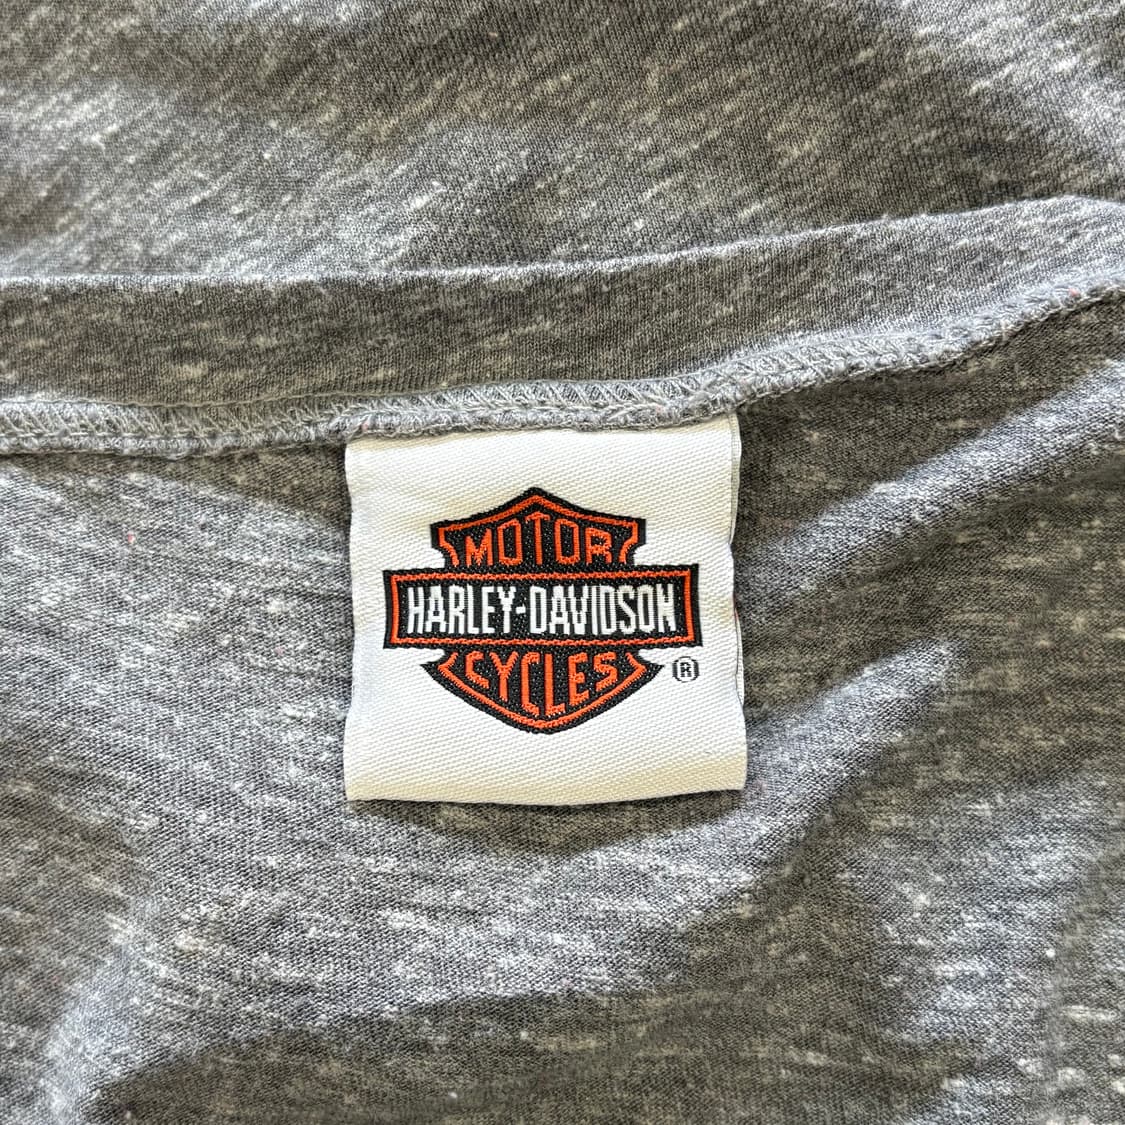 MOTOR
HARLEY-DAVIDSON
CYCLES
®